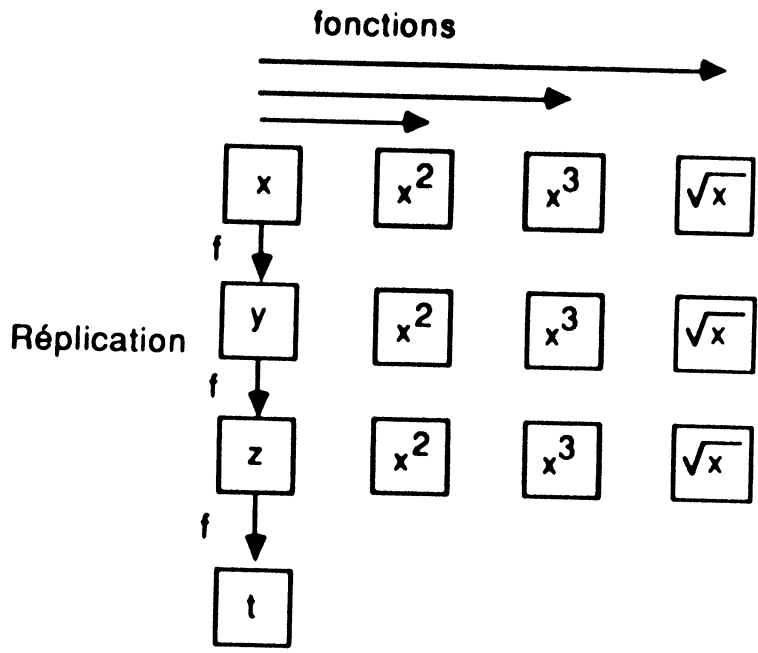 fonctions
x x² x³ √x
f
y x² x³ √x
Réplication
f
z x² x³ √x
f
t